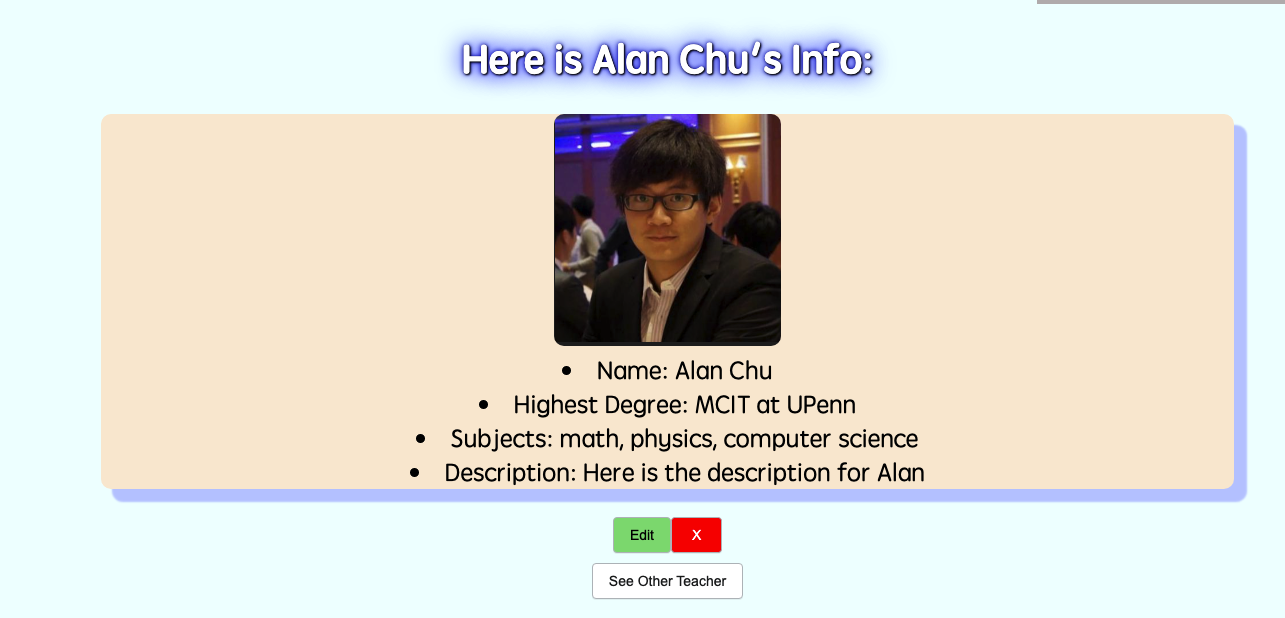 Here is Alan Chu's Info:
Name: Alan Chu
Highest Degree: MCIT at UPenn
Subjects: math, physics, computer science
Description: Here is the description for Alan
Edit X
See Other Teacher